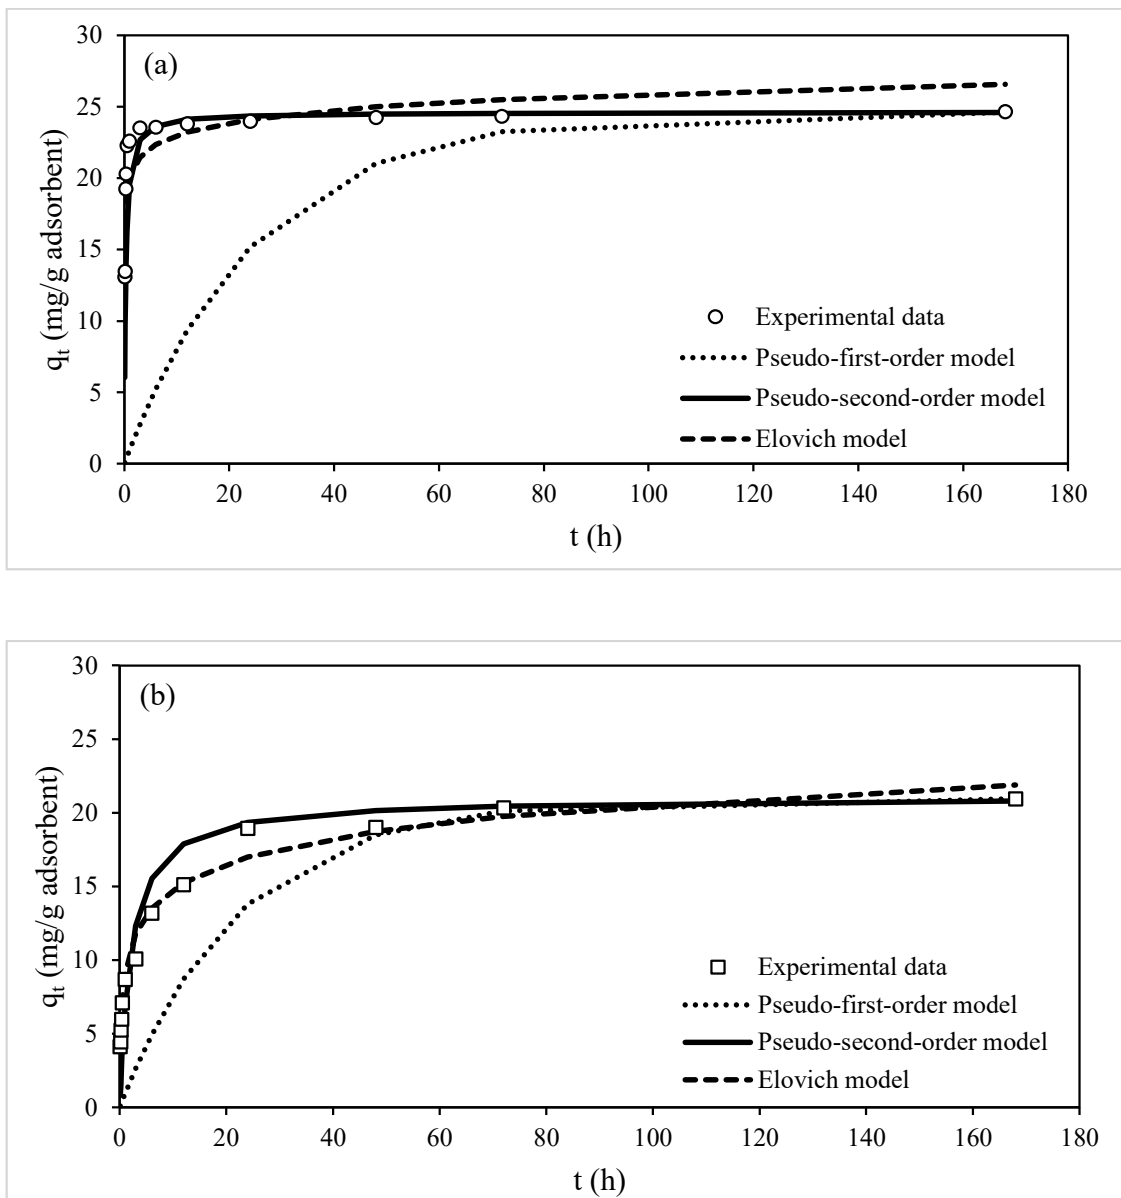 (a)
30
25
20
15
10
5
0
q_t (mg/g adsorbent)
Experimental data
Pseudo-first-order model
Pseudo-second-order model
Elovich model
0 20 40 60 80 100 120 140 160 180
t (h)
(b)
30
25
20
15
10
5
0
q_t (mg/g adsorbent)
Experimental data
Pseudo-first-order model
Pseudo-second-order model
Elovich model
0 20 40 60 80 100 120 140 160 180
t (h)